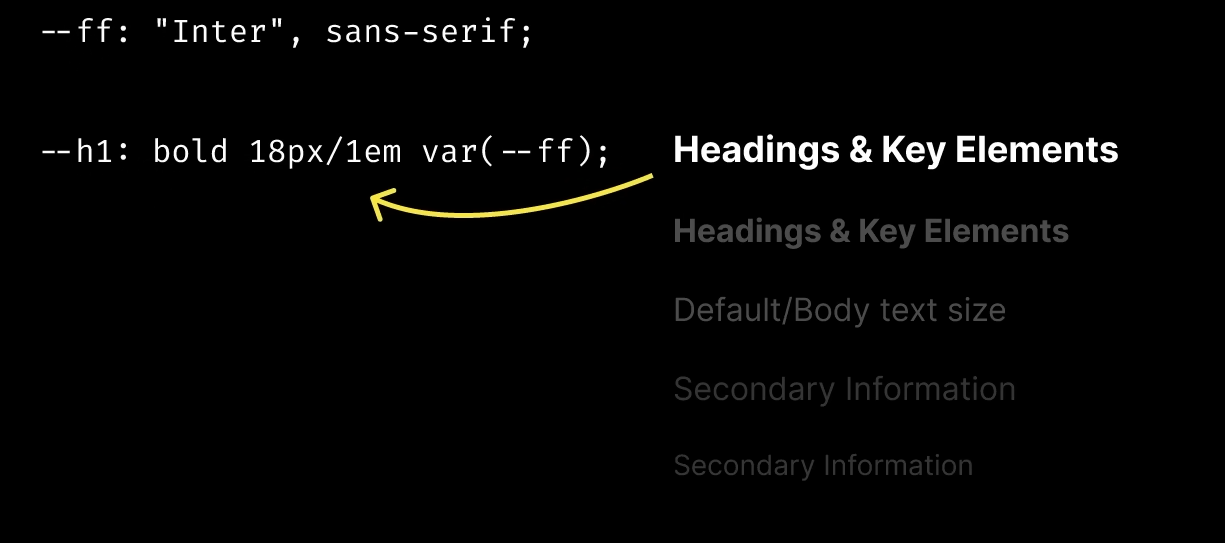 --ff: "Inter", sans-serif;
--h1: bold 18px/1em var(--ff);
Headings & Key Elements
Headings & Key Elements
Default/Body text size
Secondary Information
Secondary Information